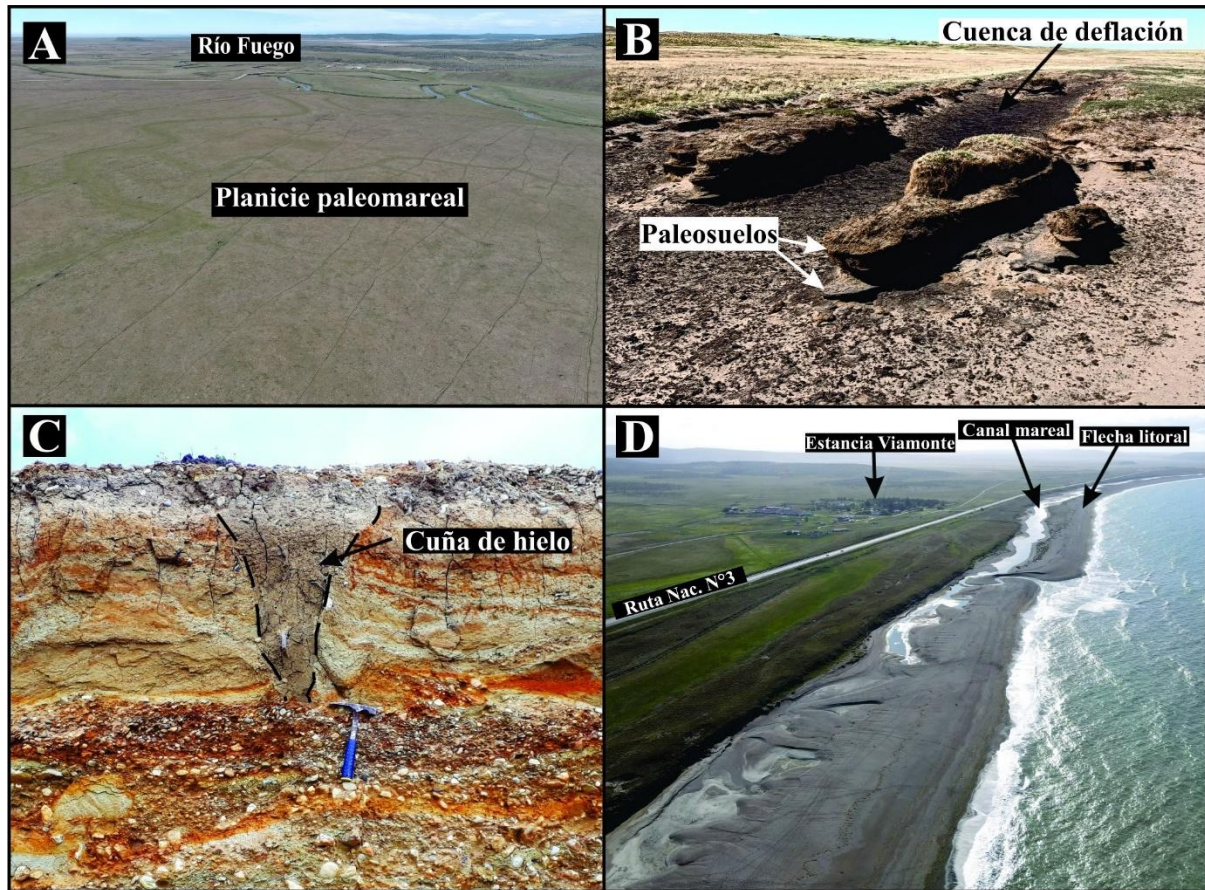 A
Río Fuego
Planicie paleomareal
B
Cuenca de deflación
Paleosuelos
C
Cuña de hielo
D
Estancia Viamonte
Canal mareal
Flecha litoral
Ruta Nac. N°3